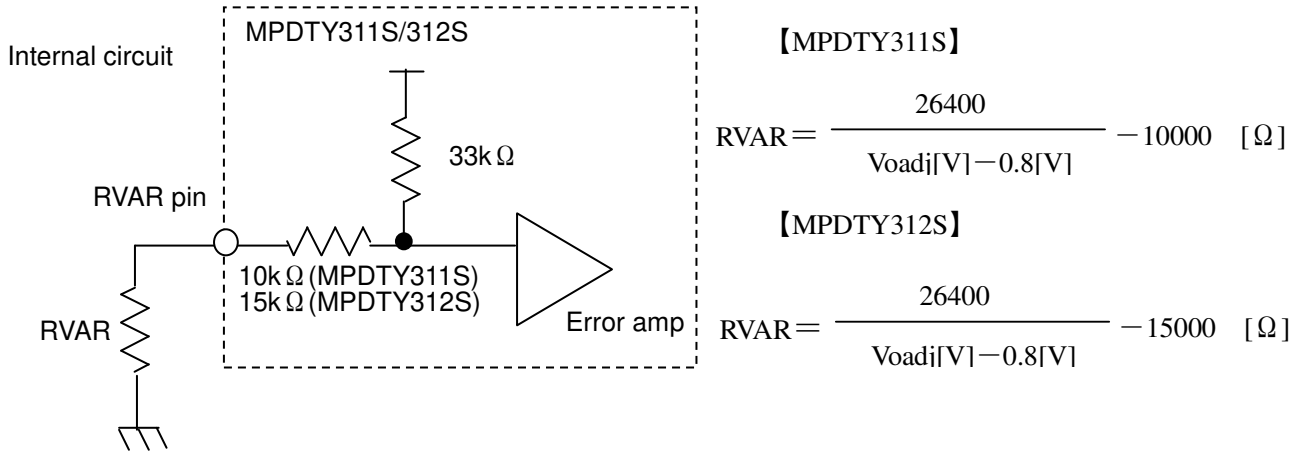 MPDTY311S/312S
Internal circuit
33kΩ
RVAR pin
10kΩ(MPDTY311S)
15kΩ(MPDTY312S)
RVAR
Error amp
【MPDTY311S】
26400
RVAR＝ －10000 [Ω]
Voadj[V]－0.8[V]
【MPDTY312S】
26400
RVAR＝ －15000 [Ω]
Voadj[V]－0.8[V]